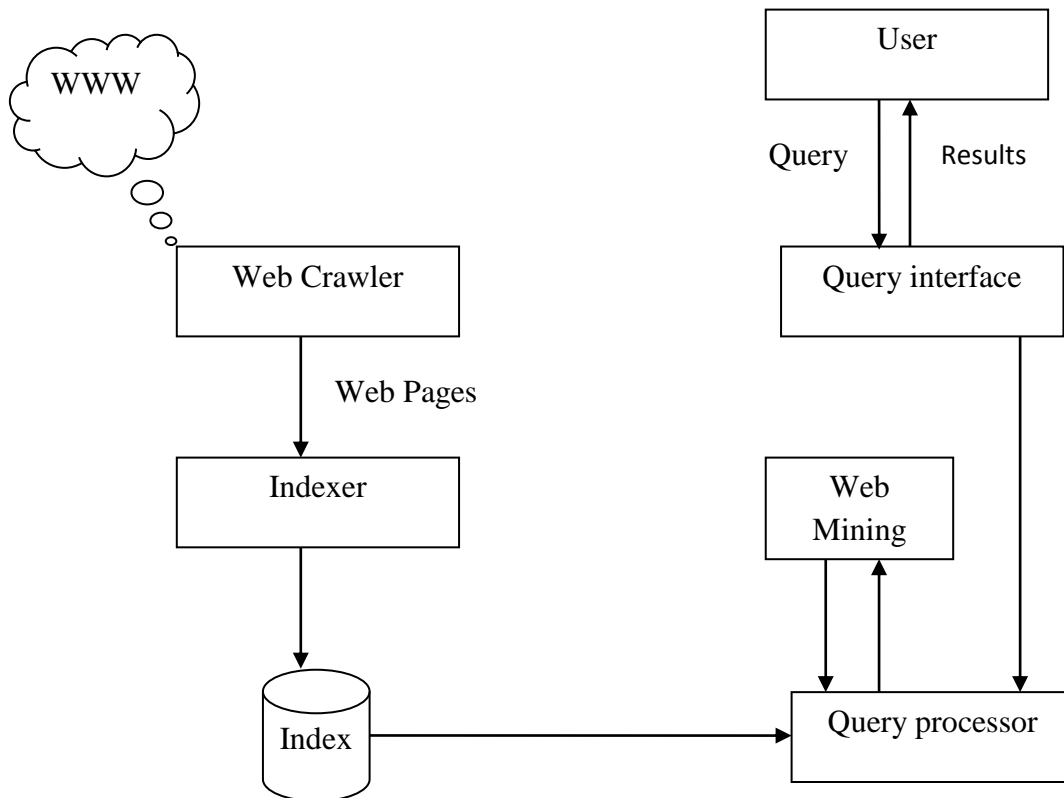 WWW
User
Query
Results
Web Crawler
Query interface
Web Pages
Indexer
Web
Mining
Index
Query processor